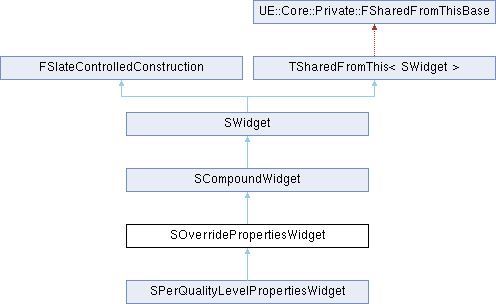 UE::Core::Private::FSharedFromThisBase
FSlateControlledConstruction
TSharedFromThis< SWidget >
SWidget
SCompoundWidget
SOverridePropertiesWidget
SPerQualityLevelPropertiesWidget